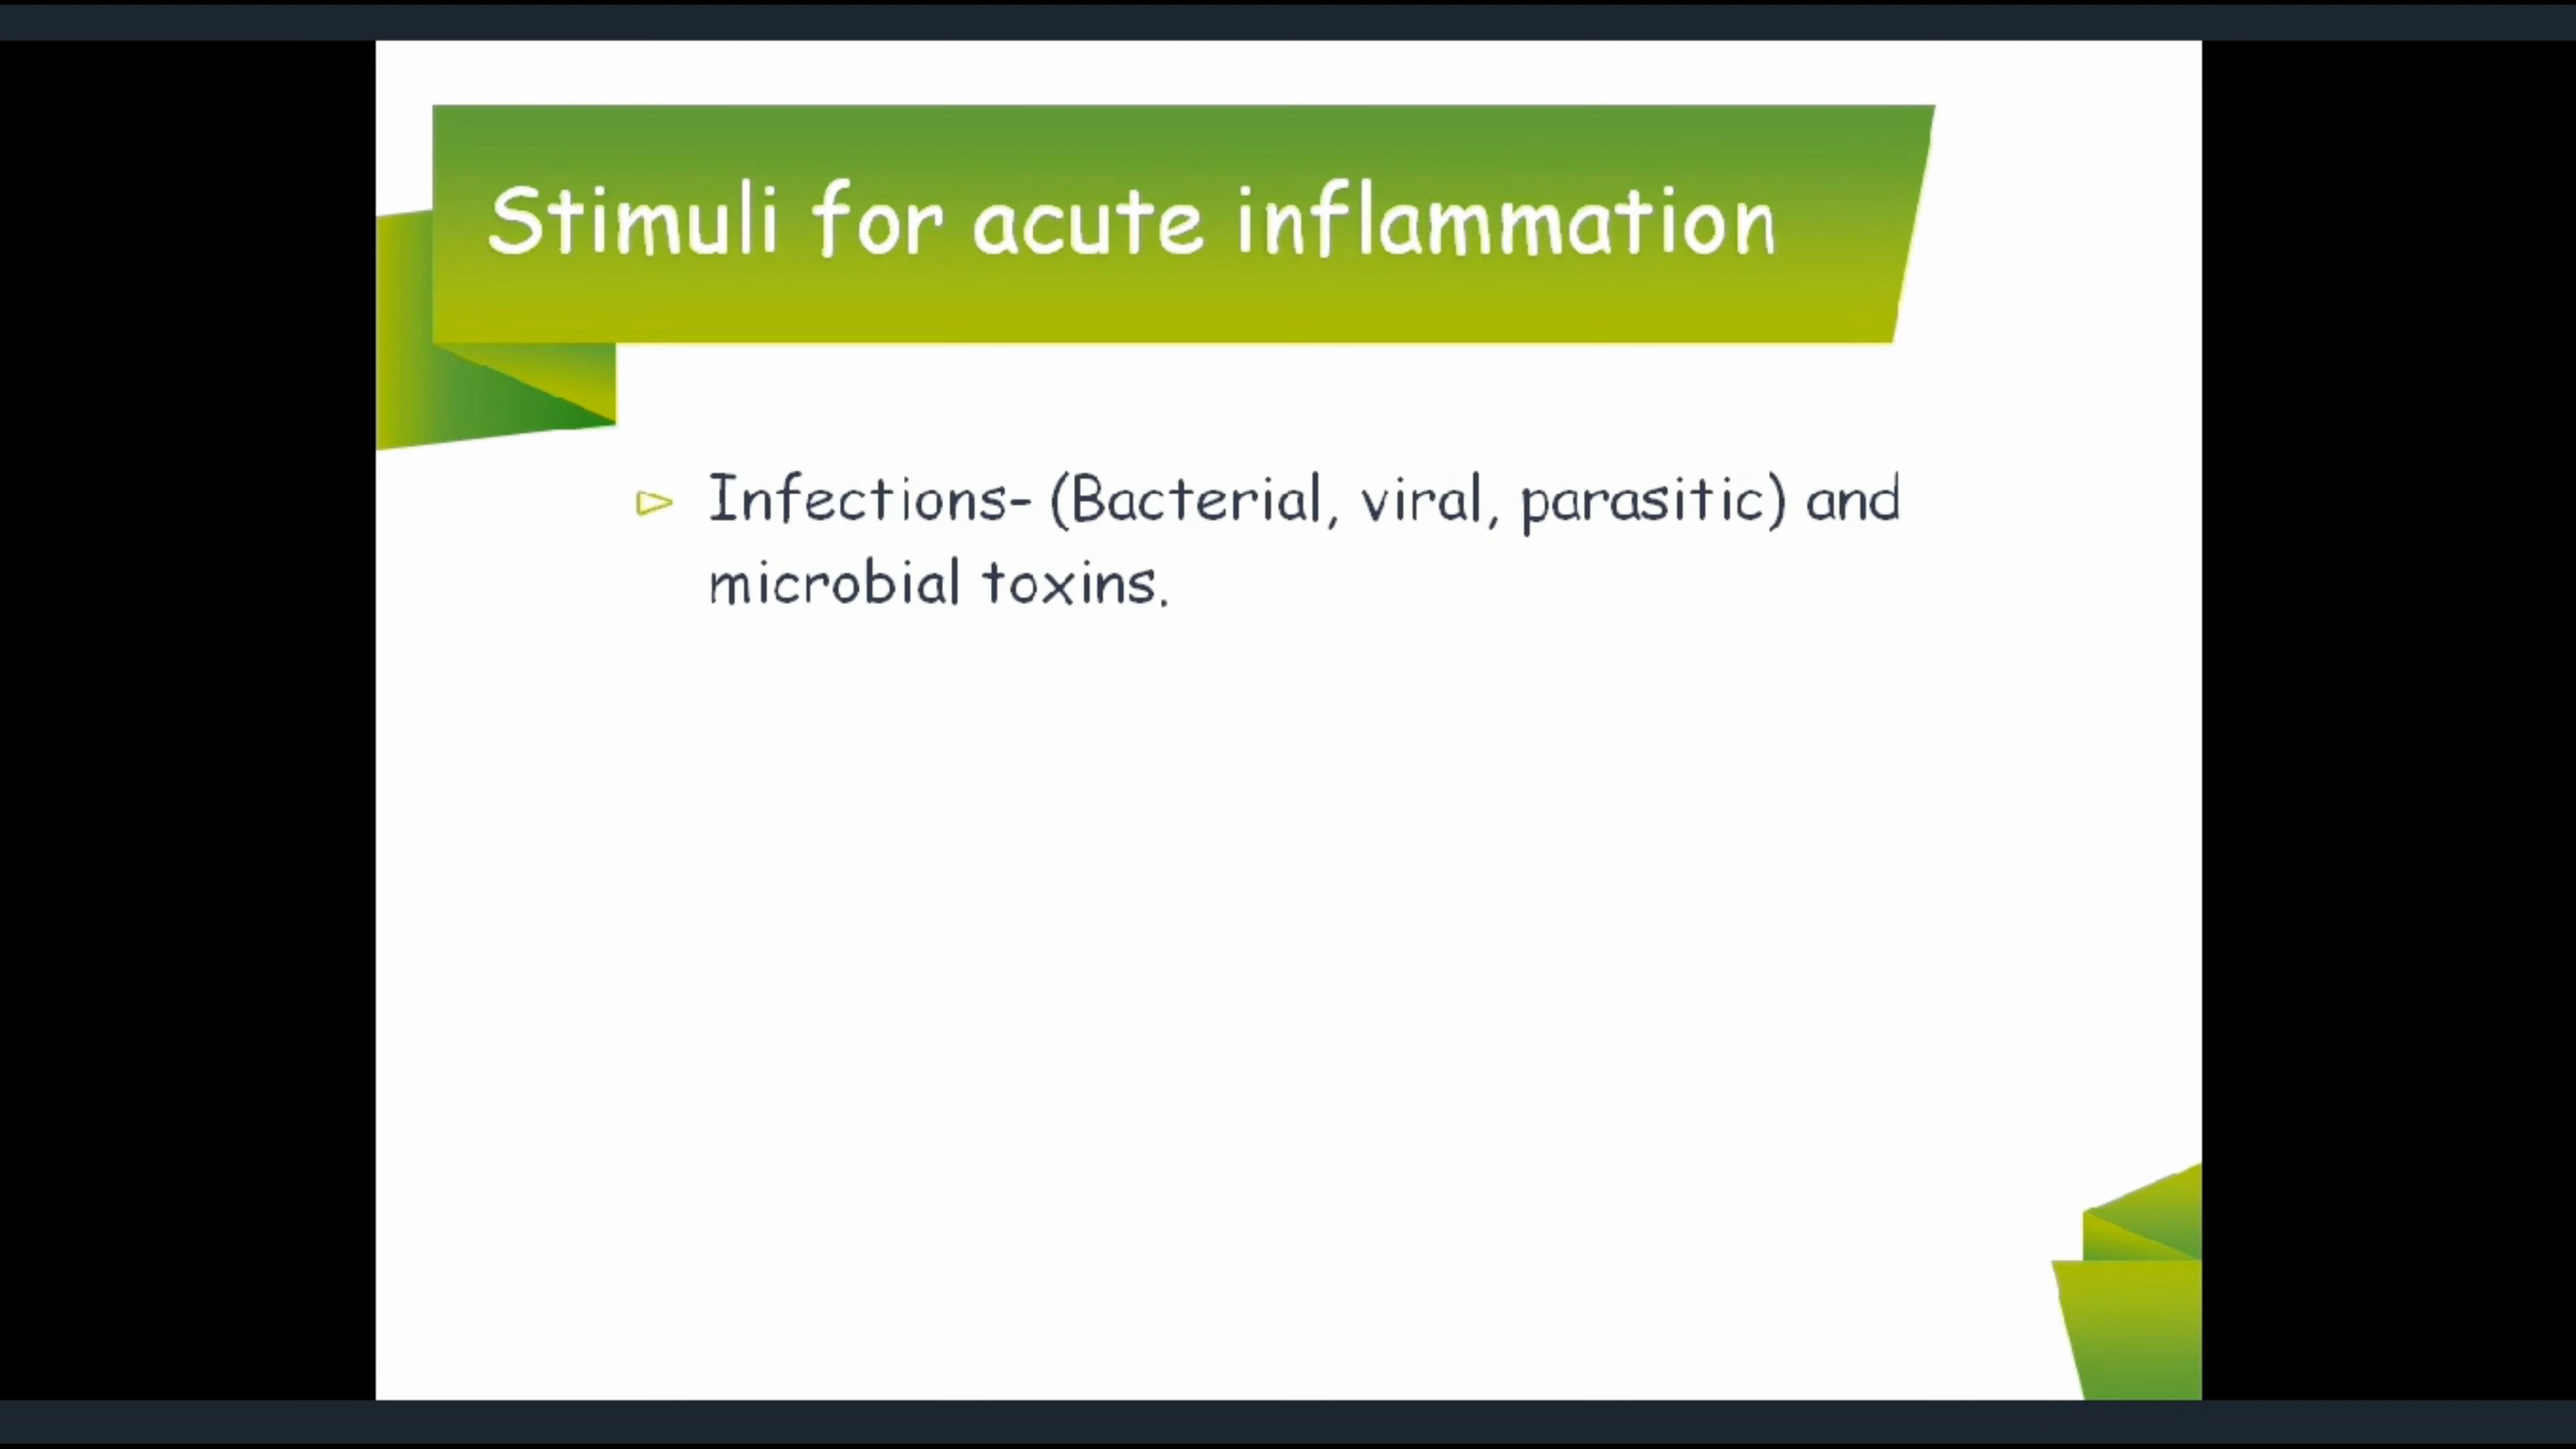 Stimuli for acute inflammation
Infections- (Bacterial, viral, parasitic) and
microbial toxins.